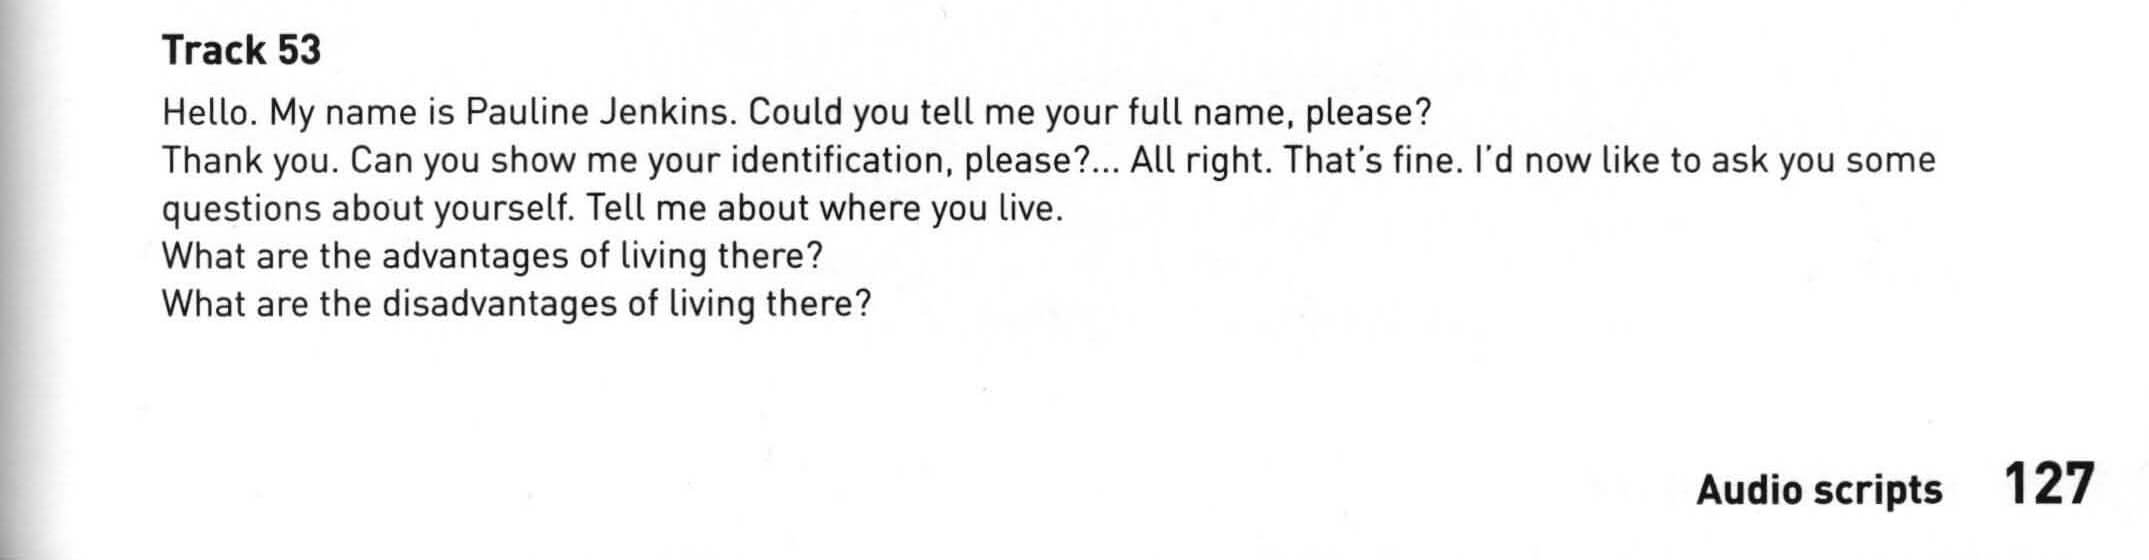 Track 53
Hello. My name is Pauline Jenkins. Could you tell me your full name, please?
Thank you. Can you show me your identification, please?... All right. That's fine. I'd now like to ask you some
questions about yourself. Tell me about where you live.
What are the advantages of living there?
What are the disadvantages of living there?
Audio scripts 127